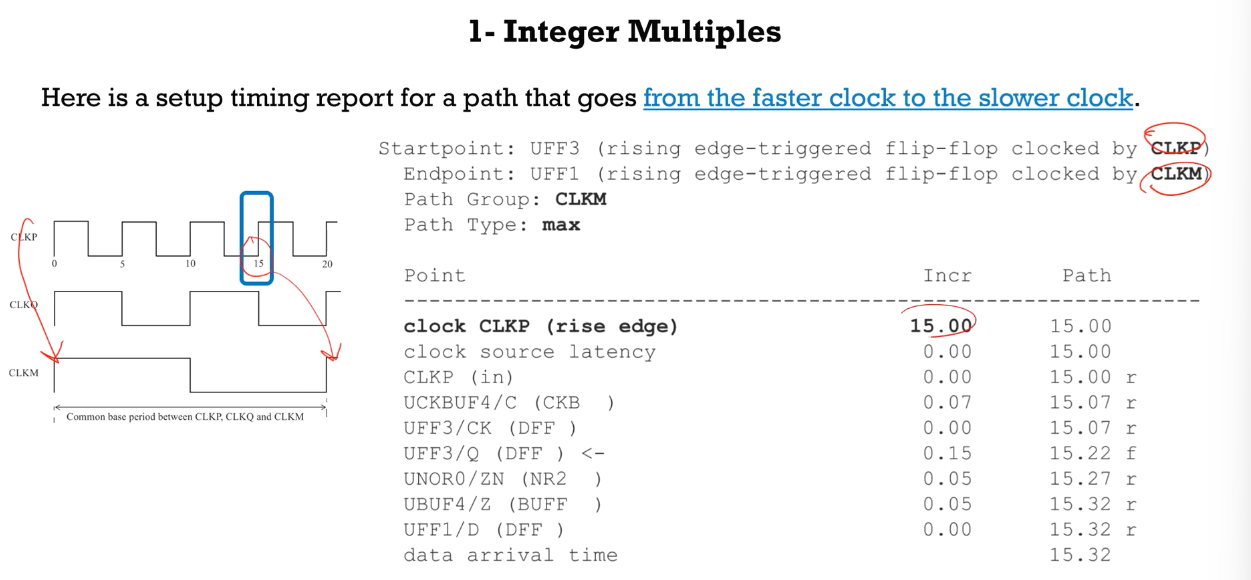 1- Integer Multiples
Here is a setup timing report for a path that goes from the faster clock to the slower clock.
Startpoint: UFF3 (rising edge-triggered flip-flop clocked by CLKP)
Endpoint: UFF1 (rising edge-triggered flip-flop clocked by CLKM)
Path Group: CLKM
Path Type: max
CLKP
0 5 10 15 20
CLKQ
CLKM
Common base period between CLKP, CLKQ and CLKM
Point Incr Path
---------------------------------------------------------------
clock CLKP (rise edge) 15.00 15.00
clock source latency 0.00 15.00
CLKP (in) 0.00 15.00 r
UCKBUF4/C (CKB ) 0.07 15.07 r
UFF3/CK (DFF ) 0.00 15.07 r
UFF3/Q (DFF ) <- 0.15 15.22 f
UNOR0/ZN (NR2 ) 0.05 15.27 r
UBUF4/Z (BUFF ) 0.05 15.32 r
UFF1/D (DFF ) 0.00 15.32 r
data arrival time 15.32